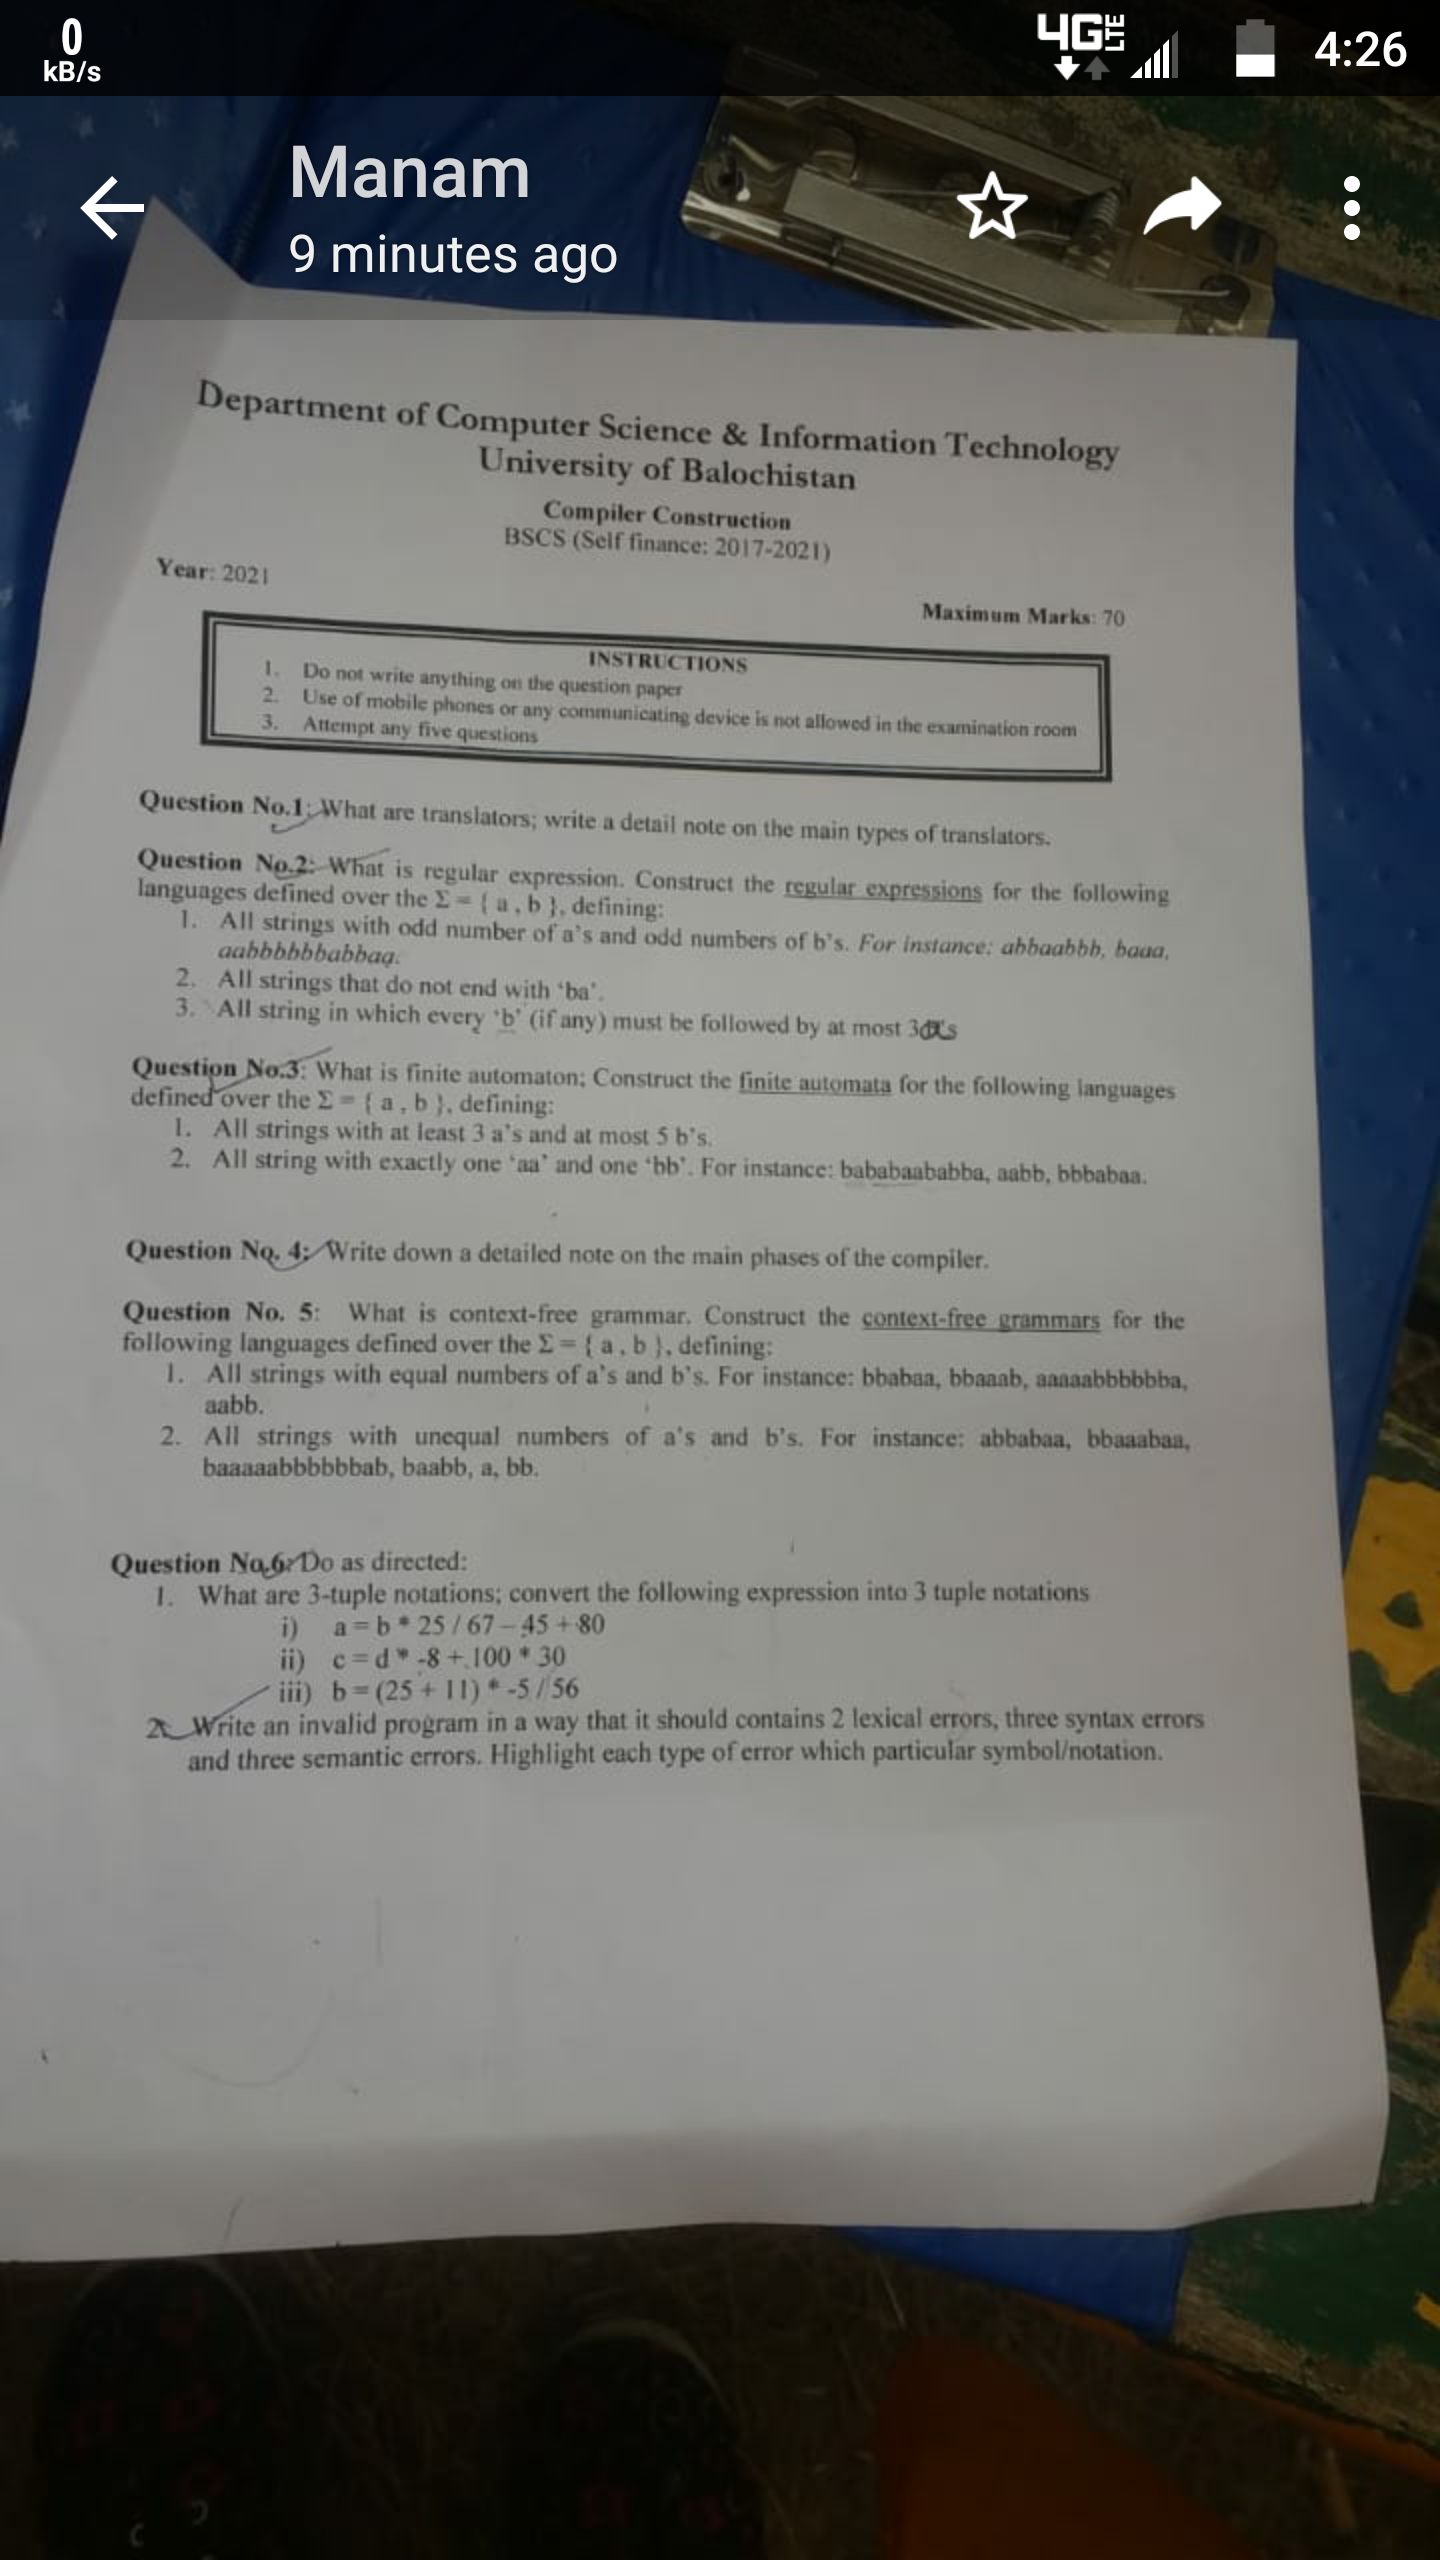 0
kB/s
4G LTE
4:26
Manam
9 minutes ago
Department of Computer Science & Information Technology
University of Balochistan
Compiler Construction
BSCS (Self finance: 2017-2021)
Year: 2021
Maximum Marks: 70
INSTRUCTIONS
1. Do not write anything on the question paper
2. Use of mobile phones or any communicating device is not allowed in the examination room
3. Attempt any five questions
Question No.1: What are translators; write a detail note on the main types of translators.
Question No.2: What is regular expression. Construct the regular expressions for the following
languages defined over the Σ = { a , b }, defining:
1. All strings with odd number of a's and odd numbers of b's. For instance: abbaabbb, baaa,
aabbbbbbabbaa.
2. All strings that do not end with 'ba'.
3. All string in which every 'b' (if any) must be followed by at most 3
Question No.3: What is finite automaton; Construct the finite automata for the following languages
defined over the Σ = { a , b }, defining:
1. All strings with at least 3 a's and at most 5 b's.
2. All string with exactly one 'aa' and one 'bb'. For instance: bababaababba, aabb, bbbabaa.
Question No. 4: Write down a detailed note on the main phases of the compiler.
Question No. 5: What is context-free grammar. Construct the context-free grammars for the
following languages defined over the Σ = { a , b }, defining:
1. All strings with equal numbers of a's and b's. For instance: bbabaa, bbaaab, aaaaabbbbbba,
aabb.
2. All strings with unequal numbers of a's and b's. For instance: abbabaa, bbaaabaa,
baaaaabbbbbbab, baabb, a, bb.
Question No.6: Do as directed:
1. What are 3-tuple notations; convert the following expression into 3 tuple notations
i) a = b * 25 / 67 – 45 + 80
ii) c = d * -8 + 100 * 30
iii) b = (25 + 11) * -5 / 56
2. Write an invalid program in a way that it should contains 2 lexical errors, three syntax errors
and three semantic errors. Highlight each type of error which particular symbol/notation.